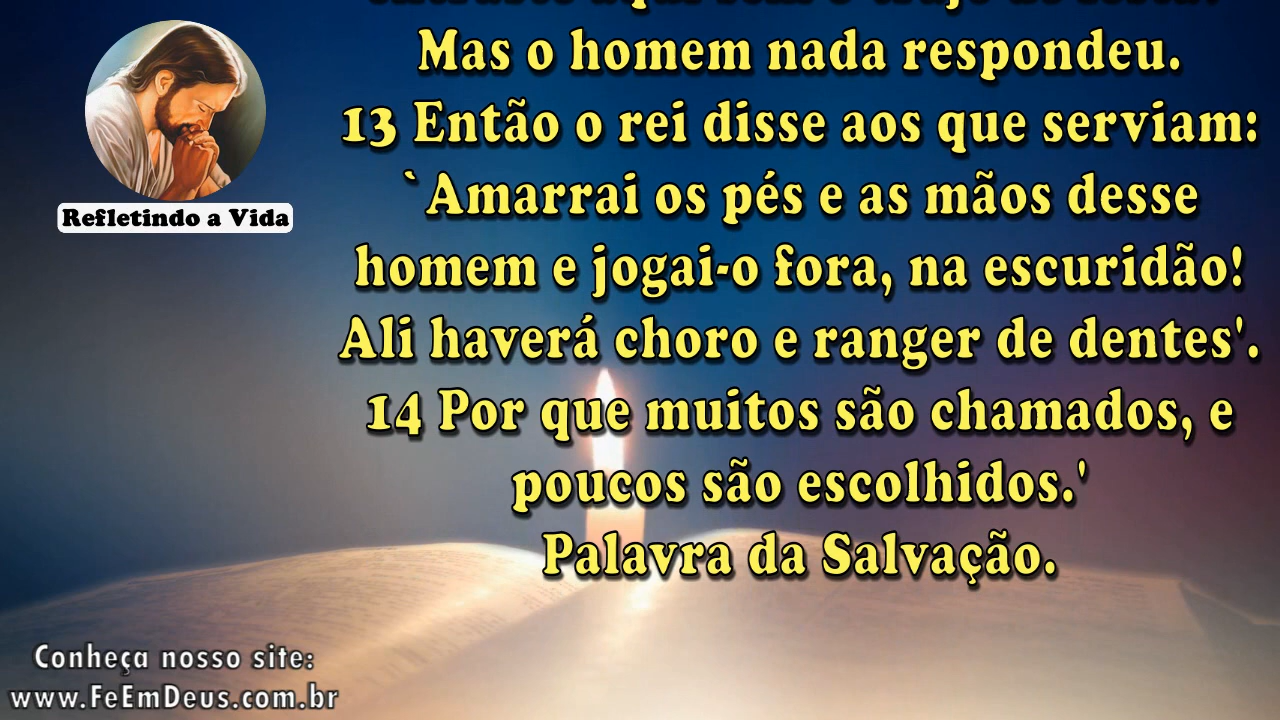 Mas o homem nada respondeu.
13 Então o rei disse aos que serviam:
`Amarrai os pés e as mãos desse
homem e jogai-o fora, na escuridão!
Ali haverá choro e ranger de dentes'.
14 Por que muitos são chamados, e
poucos são escolhidos.'
Palavra da Salvação.
Refletindo a Vida
Conheça nosso site:
www.FeEmDeus.com.br